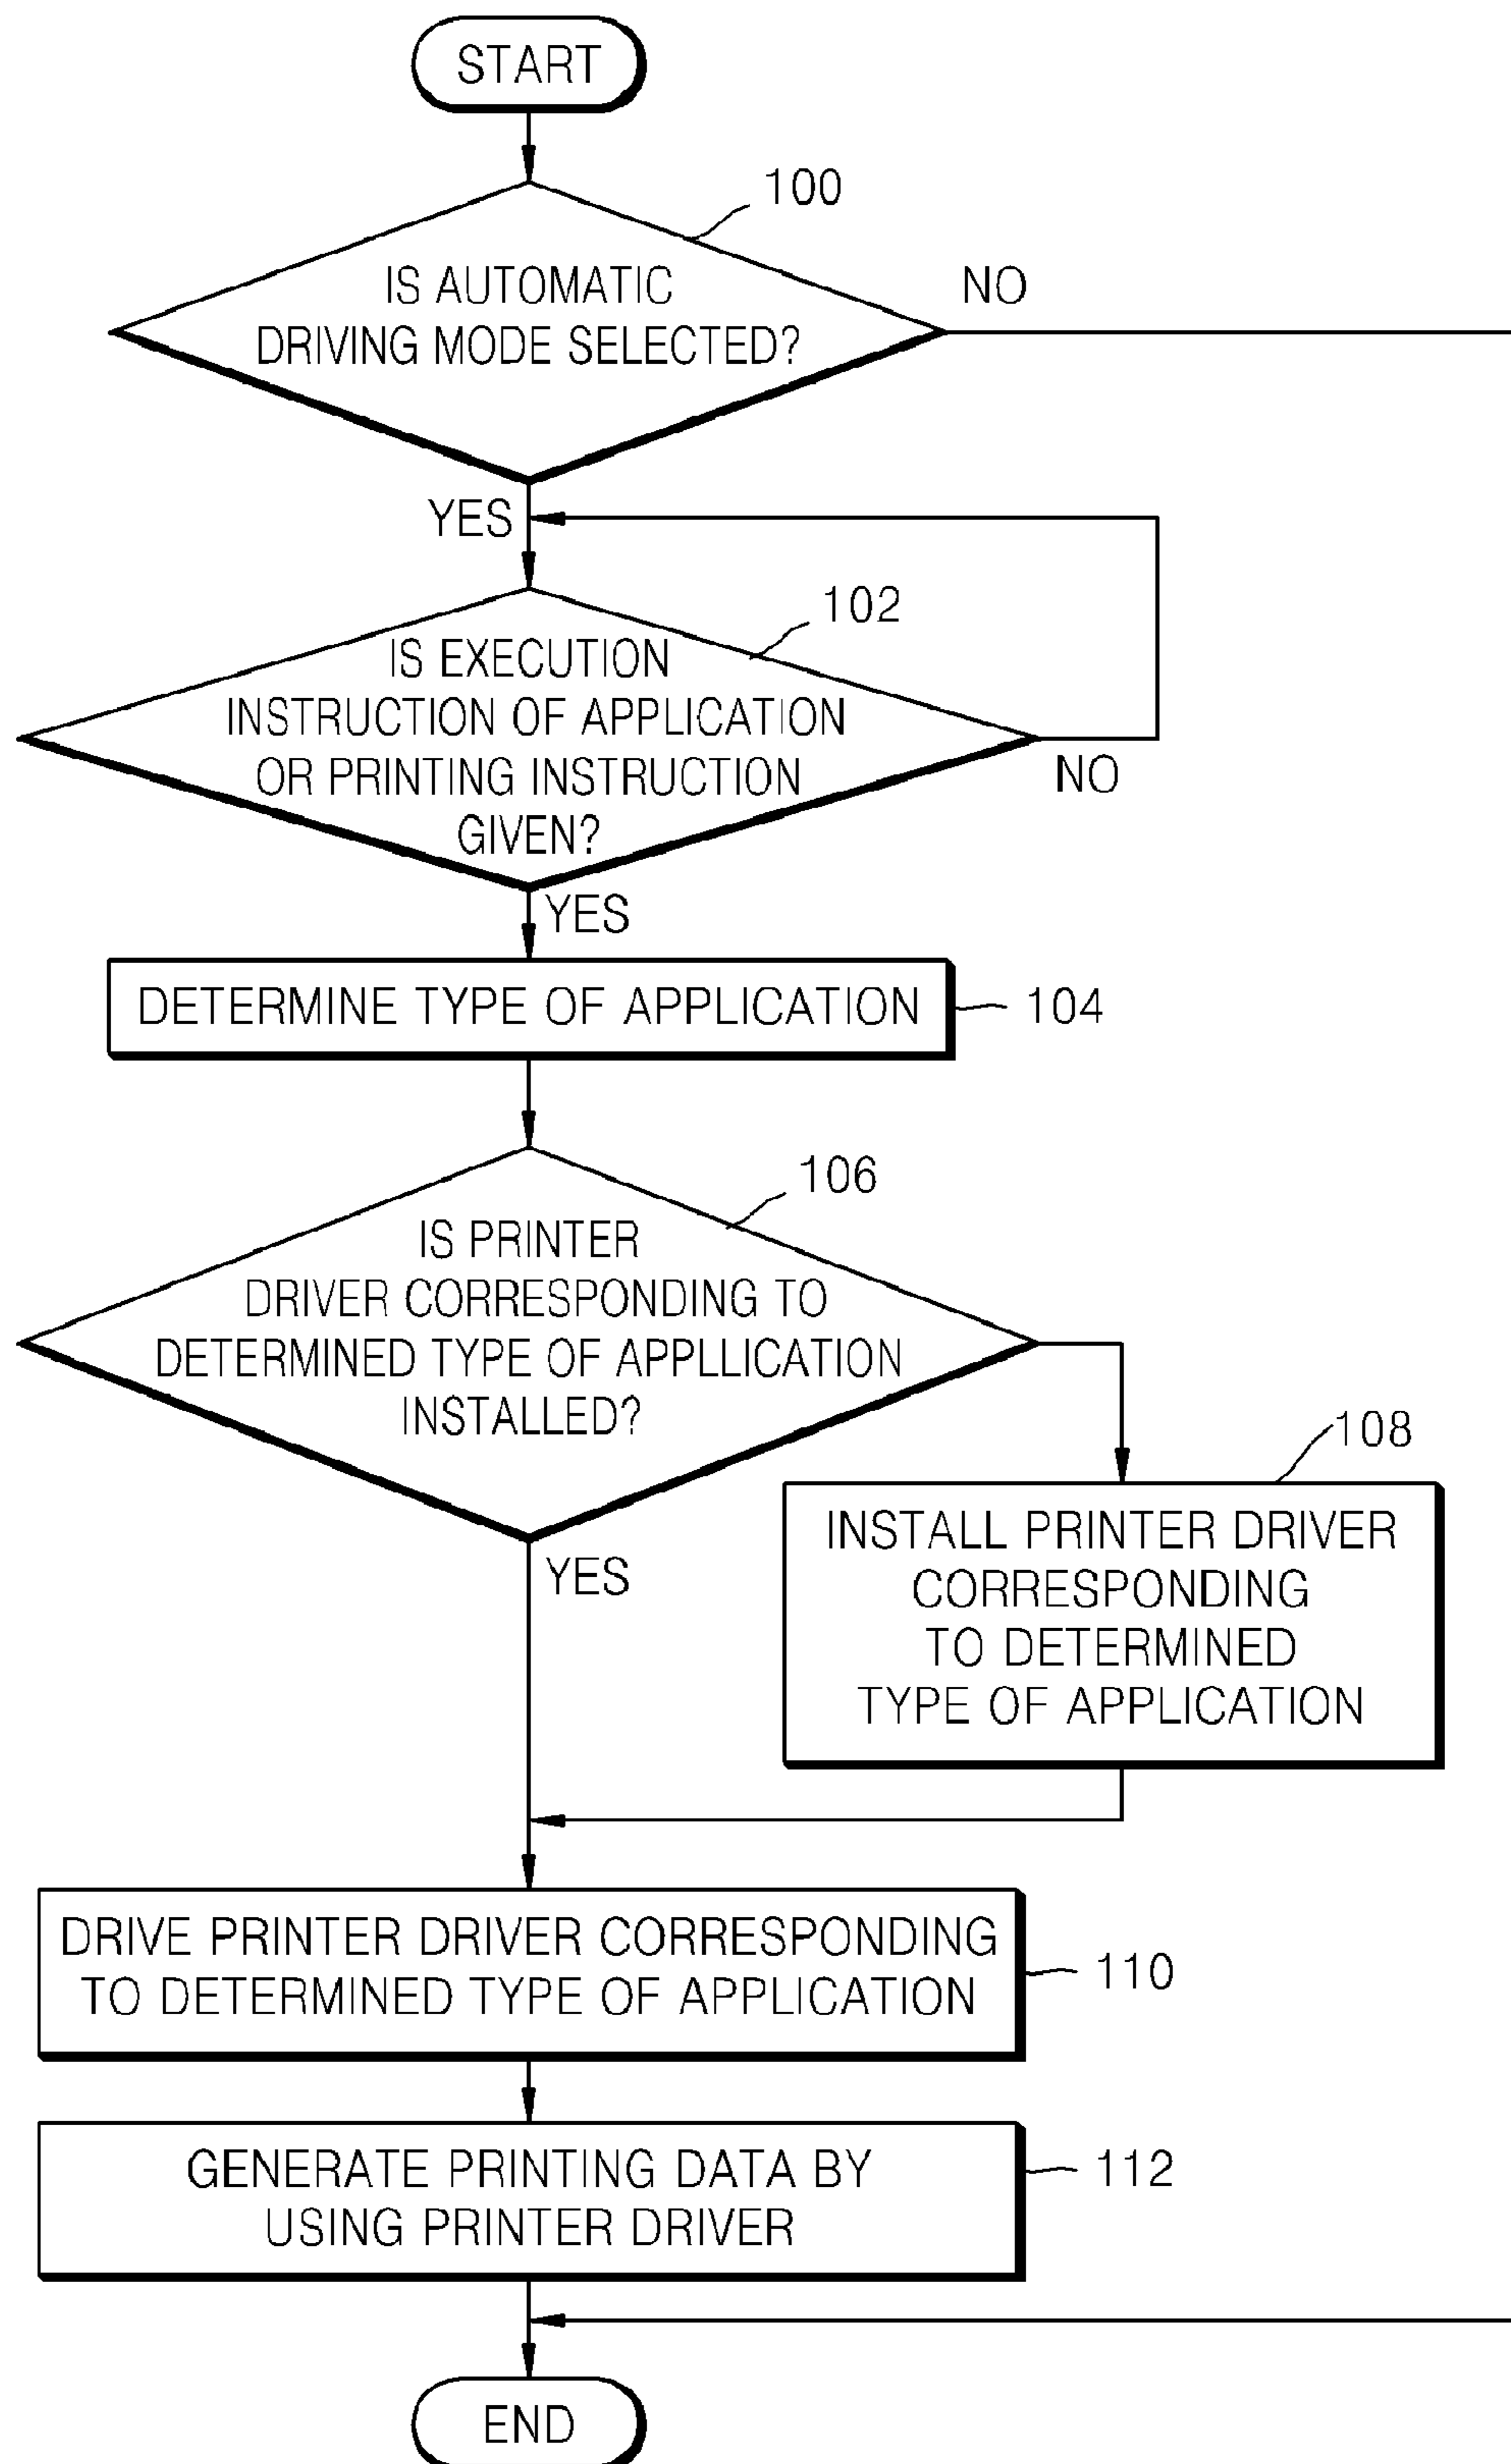 START
100
IS AUTOMATIC
DRIVING MODE SELECTED?
NO
YES
102
IS EXECUTION
INSTRUCTION OF APPLICATION
OR PRINTING INSTRUCTION
GIVEN?
NO
YES
DETERMINE TYPE OF APPLICATION
104
106
IS PRINTER
DRIVER CORRESPONDING TO
DETERMINED TYPE OF APPLLICATION
INSTALLED?
YES
108
INSTALL PRINTER DRIVER
CORRESPONDING
TO DETERMINED
TYPE OF APPLICATION
DRIVE PRINTER DRIVER CORRESPONDING
TO DETERMINED TYPE OF APPLICATION
110
GENERATE PRINTING DATA BY
USING PRINTER DRIVER
112
END